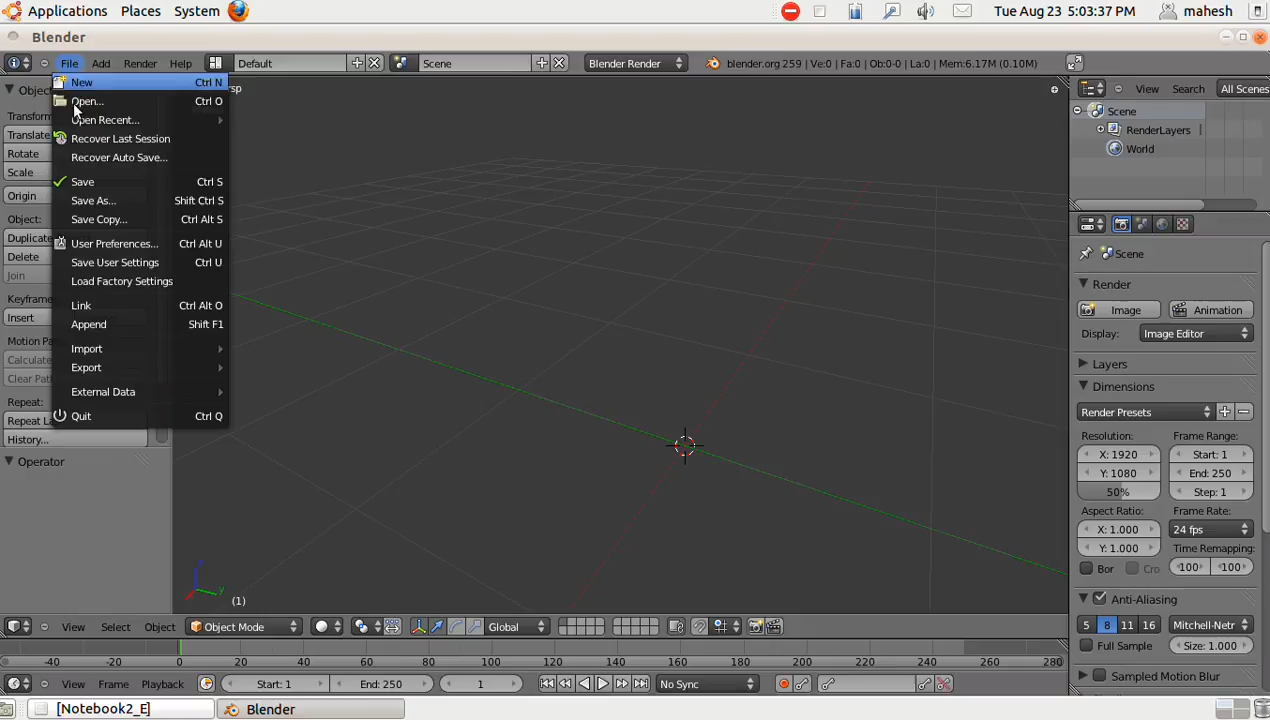 Applications Places System Tue Aug 23 5:03:37 PM mahesh
Blender
File Add Render Help Default Scene Blender Render blender.org 259 | Ve:0 | Fa:0 | Ob:0-0 | La:0 | Mem:6.17M (0.10M)
New Ctrl N
Open... Ctrl O
Open Recent...
Recover Last Session
Recover Auto Save...
Save Ctrl S
Save As... Shift Ctrl S
Save Copy... Ctrl Alt S
User Preferences... Ctrl Alt U
Save User Settings Ctrl U
Load Factory Settings
Link Ctrl Alt O
Append Shift F1
Import
Export
External Data
Quit Ctrl Q
Transform
Translate
Rotate
Scale
Origin
Object:
Duplicate
Delete
Join
Keyframe
Insert
Motion Pa
Calculate
Clear Pat
Repeat:
Repeat La
History...
Operator
(1)
View Search All Scenes
Scene
RenderLayers
World
Scene
Render
Image Animation
Display: Image Editor
Layers
Dimensions
Render Presets
Resolution: Frame Range:
X: 1920 Start: 1
Y: 1080 End: 250
50% Step: 1
Aspect Ratio: Frame Rate:
X: 1.000 24 fps
Y: 1.000 Time Remapping:
Bor Cro 100 100
Anti-Aliasing
5 8 11 16 Mitchell-Netr
Full Sample Size: 1.000
Sampled Motion Blur
View Select Object Object Mode Global
-40 -20 0 20 40 60 80 100 120 140 160 180 200 220 240 260 280
View Frame Playback Start: 1 End: 250 1 No Sync
[Notebook2_E] Blender